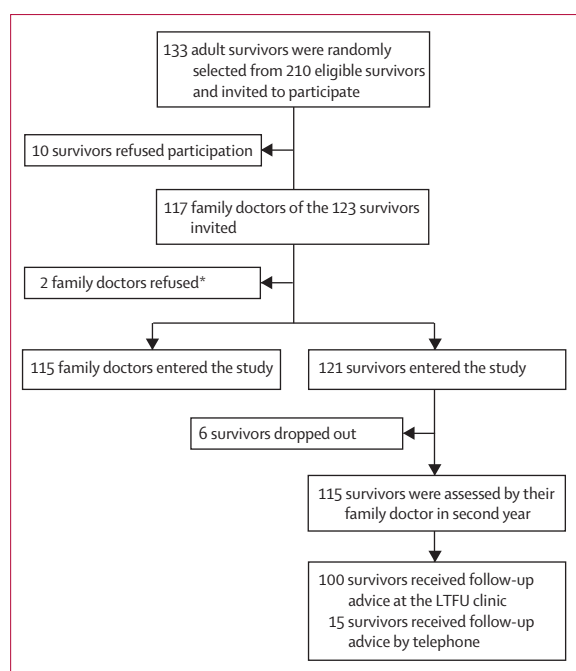 133 adult survivors were randomly
selected from 210 eligible survivors
and invited to participate
10 survivors refused participation
117 family doctors of the 123 survivors
invited
2 family doctors refused*
115 family doctors entered the study
121 survivors entered the study
6 survivors dropped out
115 survivors were assessed by their
family doctor in second year
100 survivors received follow-up
advice at the LTFU clinic
15 survivors received follow-up
advice by telephone